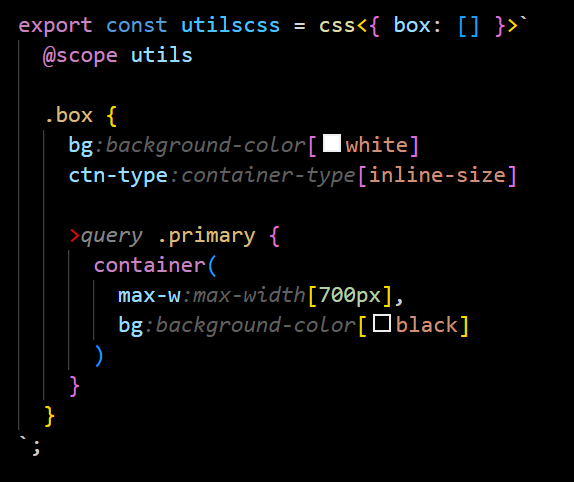 export const utilscss = css<{ box: [] }>`
@scope utils
.box {
bg:background-color[white]
ctn-type:container-type[inline-size]
>query .primary {
container(
max-w:max-width[700px],
bg:background-color[black]
)
}
}
`;